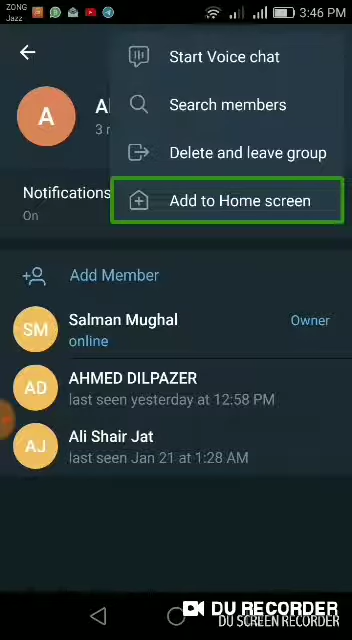 ZONG
Jazz
3:46 PM
Start Voice chat
Search members
Delete and leave group
Add to Home screen
A
3
Notifications
On
Add Member
SM
Salman Mughal
Owner
online
AD
AHMED DILPAZER
last seen yesterday at 12:58 PM
AJ
Ali Shair Jat
last seen Jan 21 at 1:28 AM
DU RECORDER
DU SCREEN RECORDER